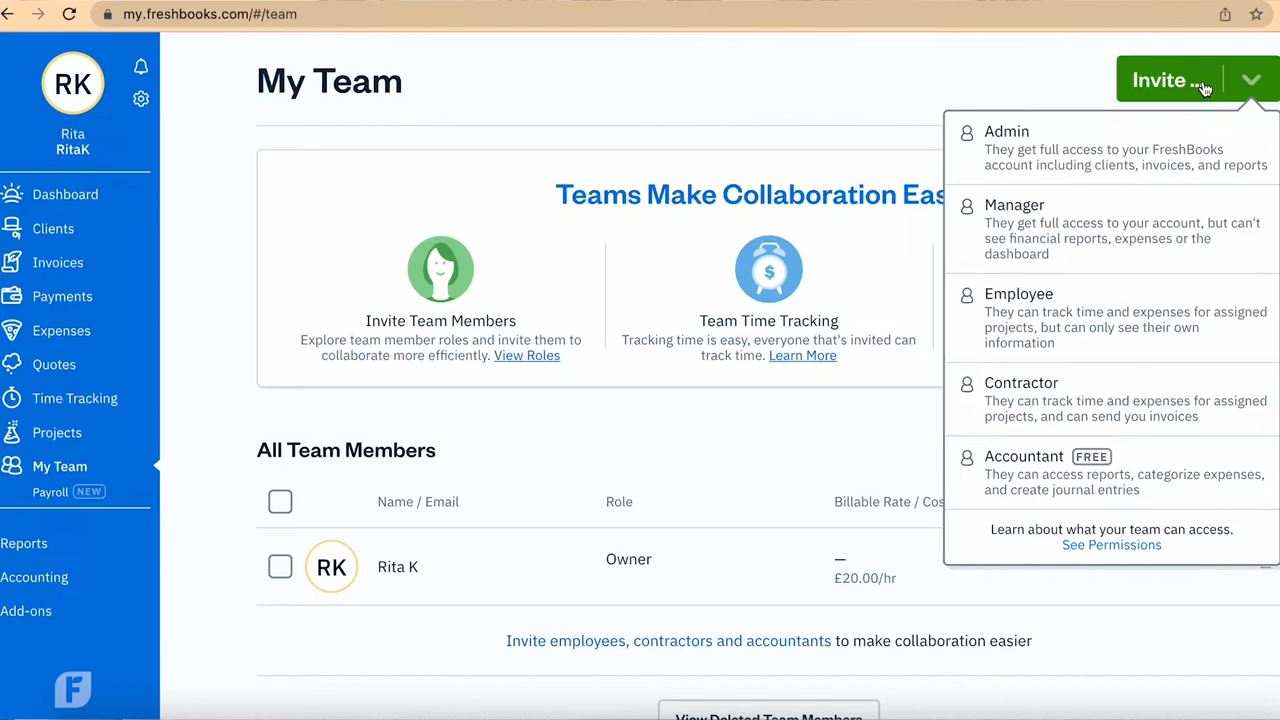 my.freshbooks.com/#/team
RK
Rita
RitaK
Dashboard
Clients
Invoices
Payments
Expenses
Quotes
Time Tracking
Projects
My Team
Payroll NEW
Reports
Accounting
Add-ons
F
My Team
Invite ...
Teams Make Collaboration Eas
Invite Team Members
Explore team member roles and invite them to
collaborate more efficiently. View Roles
Team Time Tracking
Tracking time is easy, everyone that's invited can
track time. Learn More
Admin
They get full access to your FreshBooks
account including clients, invoices, and reports
Manager
They get full access to your account, but can't
see financial reports, expenses or the
dashboard
Employee
They can track time and expenses for assigned
projects, but can only see their own
information
Contractor
They can track time and expenses for assigned
projects, and can send you invoices
Accountant FREE
They can access reports, categorize expenses,
and create journal entries
Learn about what your team can access.
See Permissions
All Team Members
Name / Email Role Billable Rate / Cos
RK Rita K Owner —
£20.00/hr
Invite employees, contractors and accountants to make collaboration easier
View Deleted Team Members